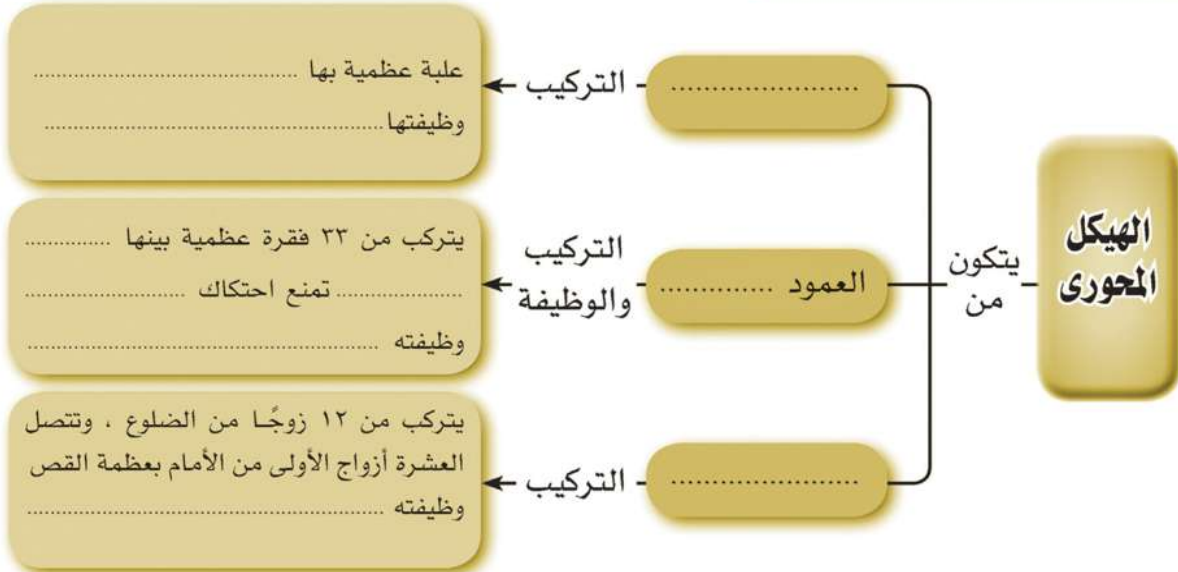 الهيكل
المحورى
يتكون
من
......................
التركيب
علبة عظمية بها ......................................
وظيفتها .................................................
العمود .............
التركيب
والوظيفة
يتركب من ٣٣ فقرة عظمية بينها ............
.................. تمنع احتكاك .......................
وظيفته ..................................................
......................
التركيب
يتركب من ١٢ زوجًا من الضلوع ، وتتصل
العشرة أزواج الأولى من الأمام بعظمة القص
وظيفته ..................................................